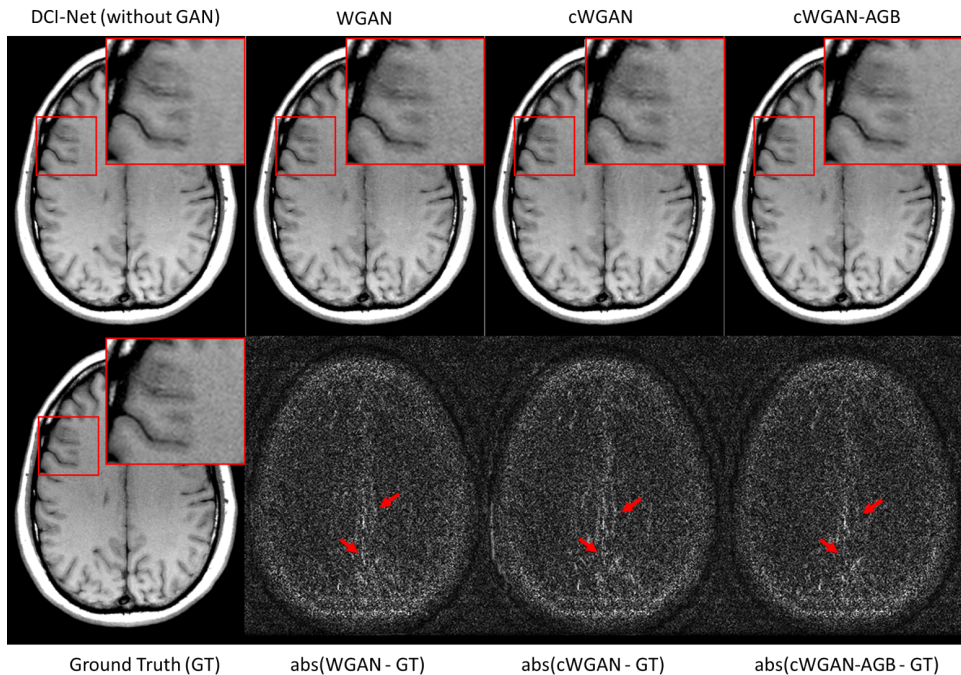 DCI-Net (without GAN)
WGAN
cWGAN
cWGAN-AGB
Ground Truth (GT)
abs(WGAN - GT)
abs(cWGAN - GT)
abs(cWGAN-AGB - GT)